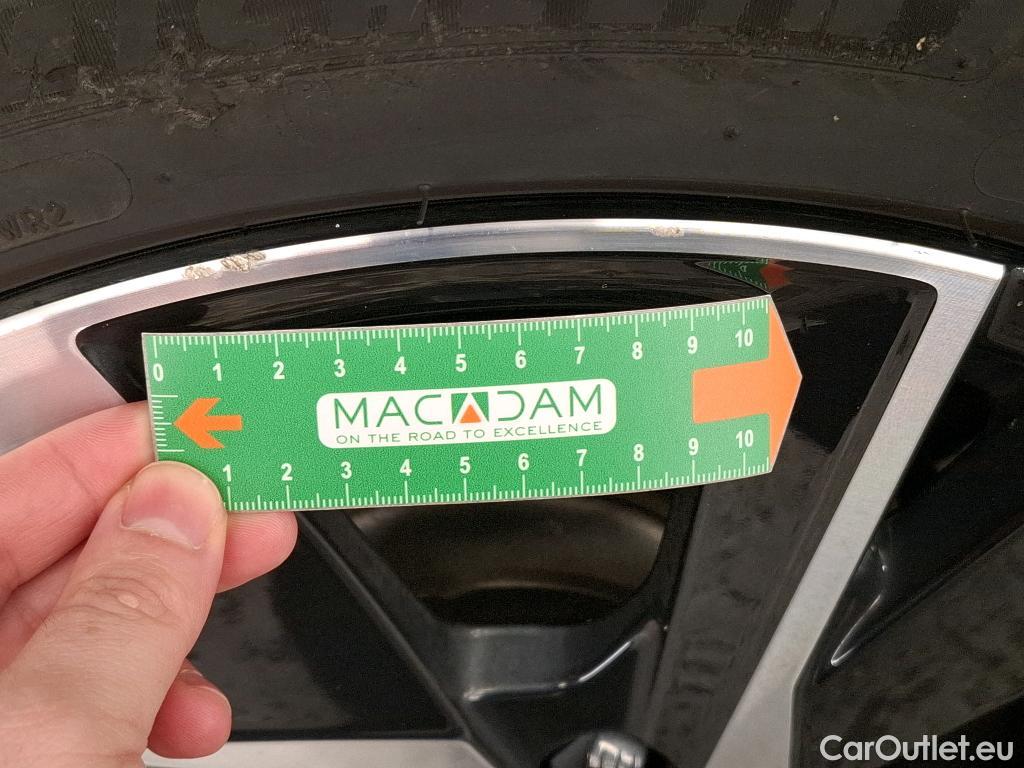 WR2
0 1 2 3 4 5 6 7 8 9 10
MACADAM
ON THE ROAD TO EXCELLENCE
1 2 3 4 5 6 7 8 9 10
CarOutlet.eu